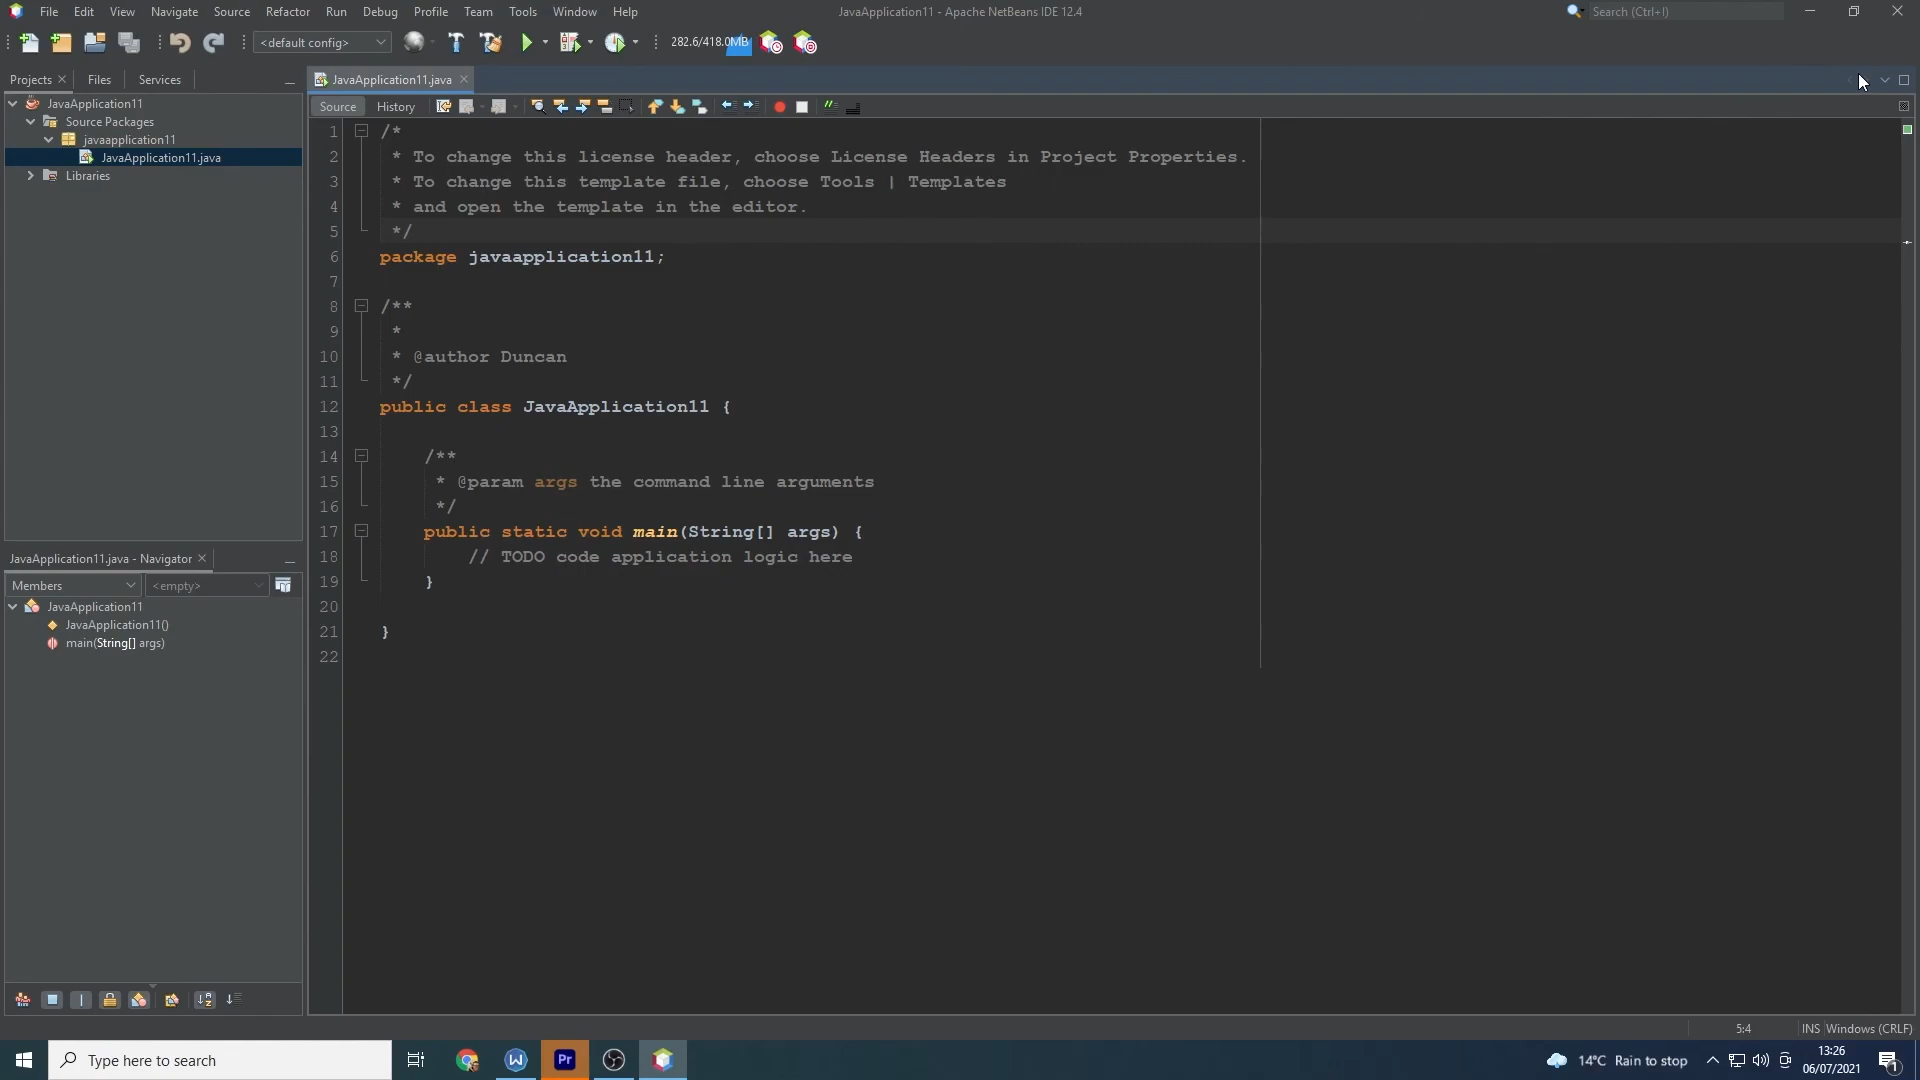 File Edit View Navigate Source Refactor Run Debug Profile Team Tools Window Help
JavaApplication11 - Apache NetBeans IDE 12.4
Search (Ctrl+I)
<default config>
282.6/418.0MB
Projects
Files
Services
JavaApplication11.java
JavaApplication11
Source Packages
javaapplication11
JavaApplication11.java
Libraries
Source History
1 /*
2 * To change this license header, choose License Headers in Project Properties.
3 * To change this template file, choose Tools | Templates
4 * and open the template in the editor.
5 */
6 package javaapplication11;
7
8 /**
9 *
10 * @author Duncan
11 */
12 public class JavaApplication11 {
13
14 /**
15 * @param args the command line arguments
16 */
17 public static void main(String[] args) {
18 // TODO code application logic here
19 }
20
21 }
22
JavaApplication11.java - Navigator
Members
<empty>
JavaApplication11
JavaApplication11()
main(String[] args)
5:4
INS
Windows (CRLF)
Type here to search
W
Pr
14°C Rain to stop
13:26
06/07/2021
1